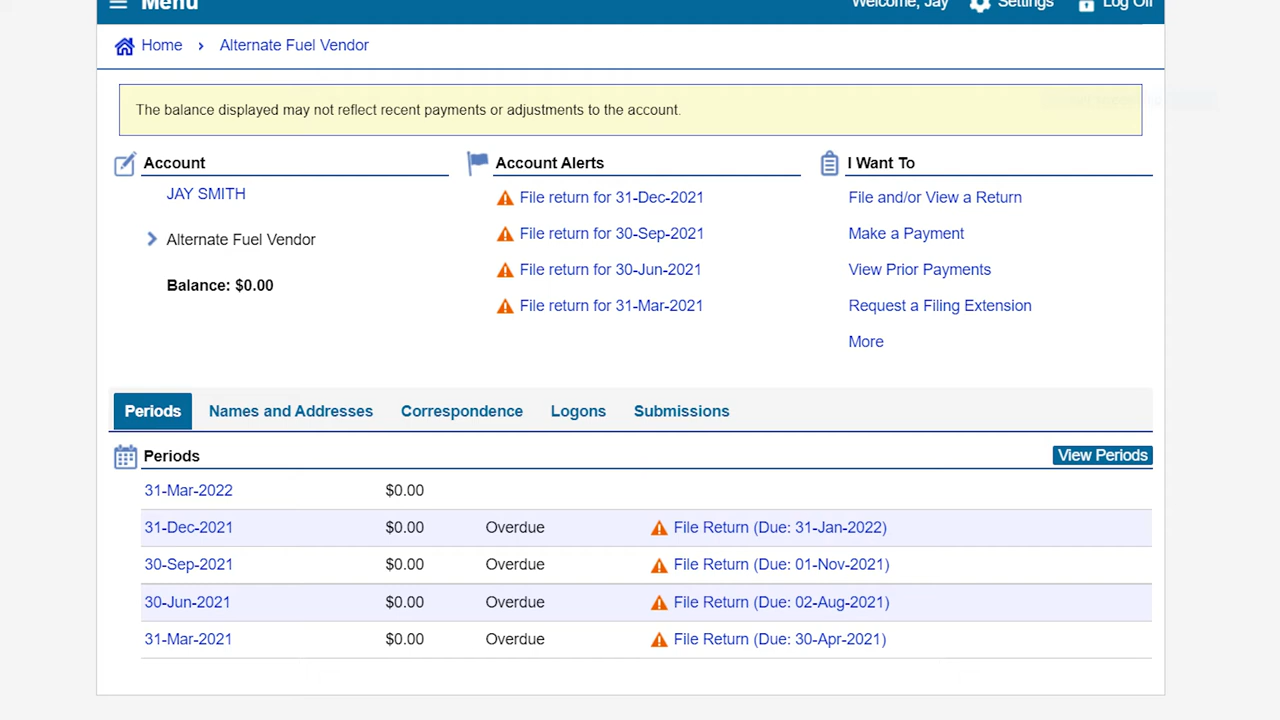 Menu
Welcome, Jay
Settings
Log Off
Home › Alternate Fuel Vendor
The balance displayed may not reflect recent payments or adjustments to the account.
Account
JAY SMITH
Alternate Fuel Vendor
Balance: $0.00
Account Alerts
File return for 31-Dec-2021
File return for 30-Sep-2021
File return for 30-Jun-2021
File return for 31-Mar-2021
I Want To
File and/or View a Return
Make a Payment
View Prior Payments
Request a Filing Extension
More
Periods Names and Addresses Correspondence Logons Submissions
Periods View Periods
31-Mar-2022 $0.00
31-Dec-2021 $0.00 Overdue File Return (Due: 31-Jan-2022)
30-Sep-2021 $0.00 Overdue File Return (Due: 01-Nov-2021)
30-Jun-2021 $0.00 Overdue File Return (Due: 02-Aug-2021)
31-Mar-2021 $0.00 Overdue File Return (Due: 30-Apr-2021)